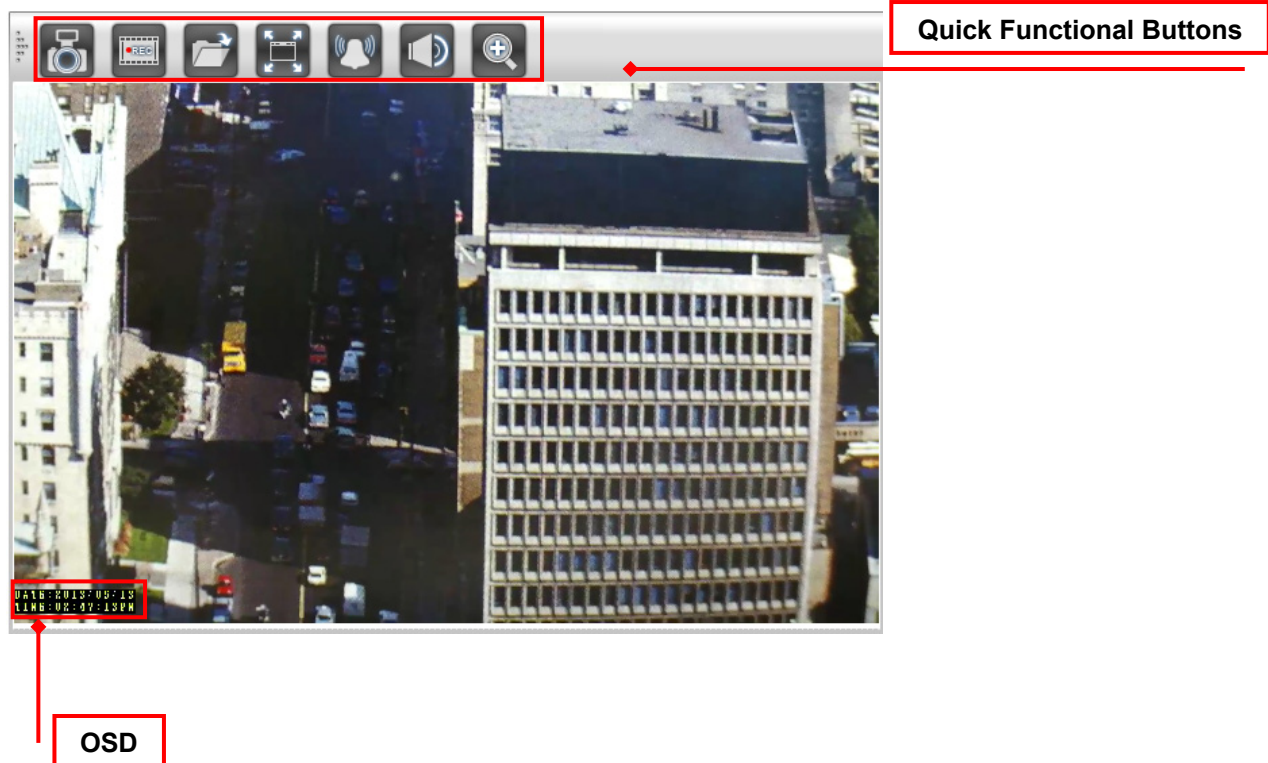 Quick Functional Buttons
REC
DATE:2013/05/13
TIME:02:47:13PM
OSD